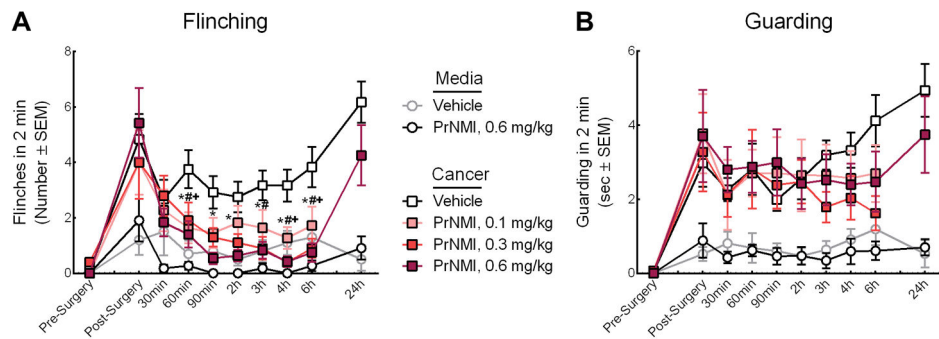 A
Flinching
Flinches in 2 min
(Number ± SEM)
8
6
4
2
0
*#+
*
*
*#
*#+
*#+
Pre-Surgery
Post-Surgery
30min
60min
90min
2h
3h
4h
6h
24h
Media
Vehicle
PrNMI, 0.6 mg/kg
Cancer
Vehicle
PrNMI, 0.1 mg/kg
PrNMI, 0.3 mg/kg
PrNMI, 0.6 mg/kg
B
Guarding
Guarding in 2 min
(sec ± SEM)
6
4
2
0
Pre-Surgery
Post-Surgery
30min
60min
90min
2h
3h
4h
6h
24h